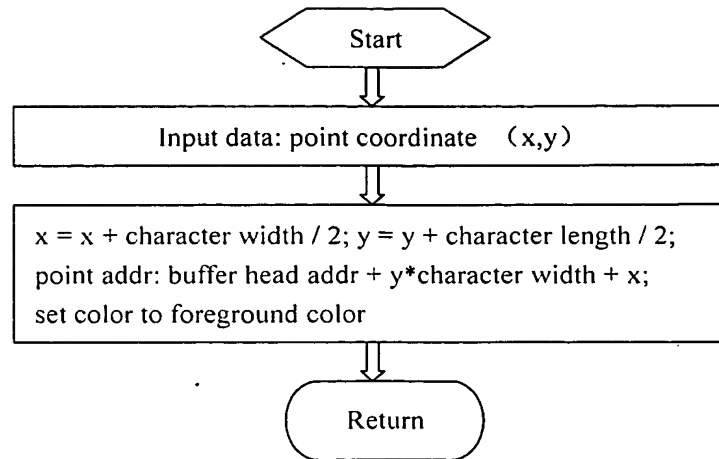 Start
Input data: point coordinate （x,y）
x = x + character width / 2; y = y + character length / 2;
point addr: buffer head addr + y*character width + x;
set color to foreground color
Return